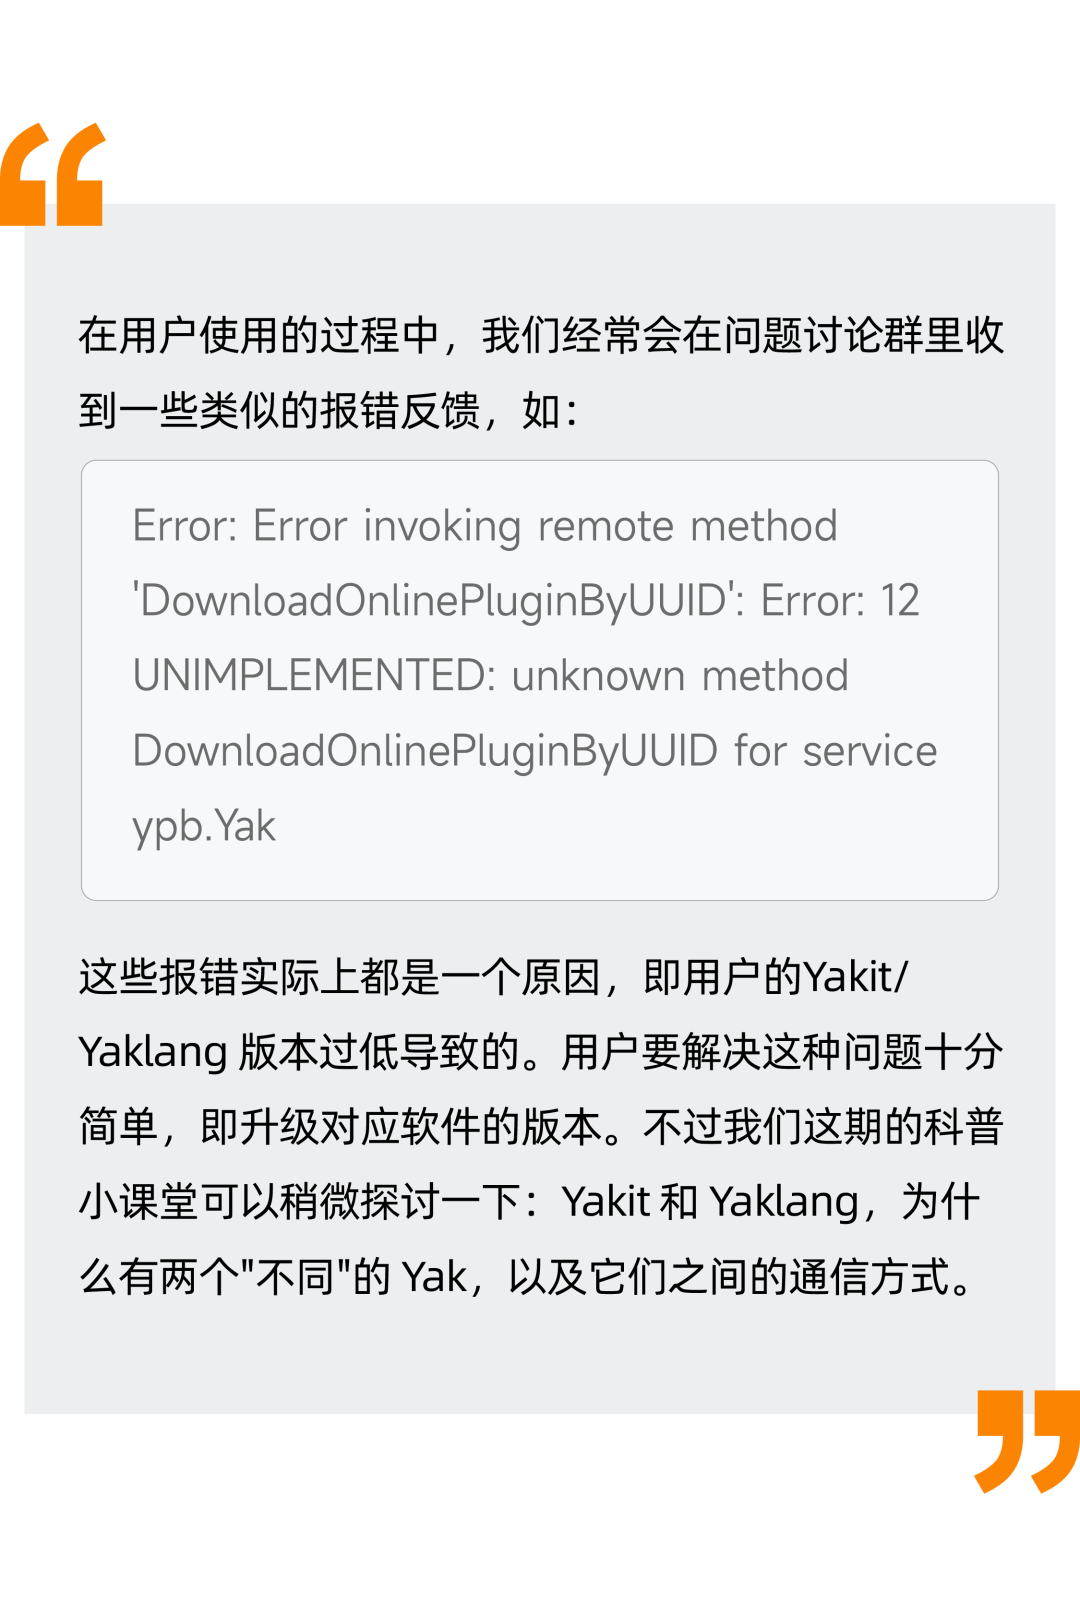 “
在用户使用的过程中，我们经常会在问题讨论群里收
到一些类似的报错反馈，如：
Error: Error invoking remote method
'DownloadOnlinePluginByUUID': Error: 12
UNIMPLEMENTED: unknown method
DownloadOnlinePluginByUUID for service
ypb.Yak
这些报错实际上都是一个原因，即用户的Yakit/
Yaklang 版本过低导致的。用户要解决这种问题十分
简单，即升级对应软件的版本。不过我们这期的科普
小课堂可以稍微探讨一下：Yakit 和 Yaklang，为什
么有两个"不同"的 Yak，以及它们之间的通信方式。
”